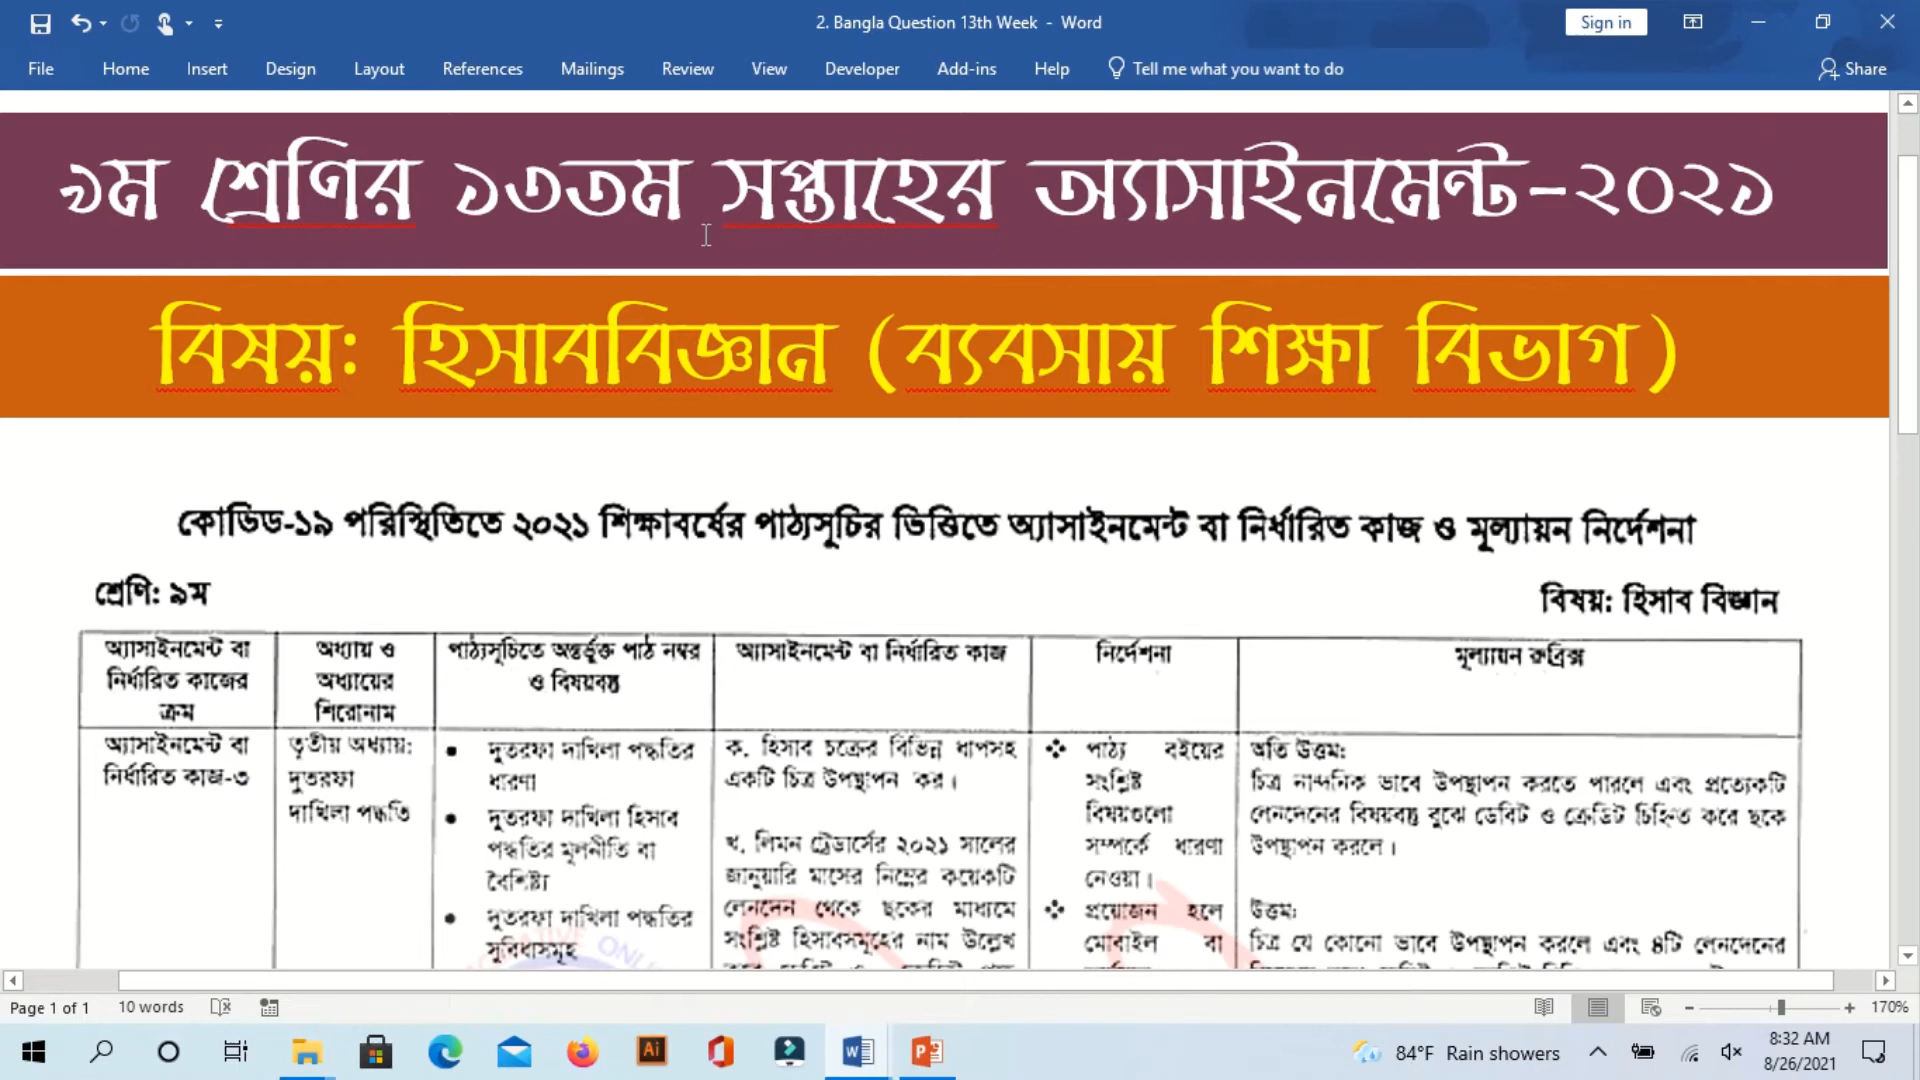 2. Bangla Question 13th Week - Word
Sign in
File Home Insert Design Layout References Mailings Review View Developer Add-ins Help Tell me what you want to do Share
৯ম শ্রেণির ১৩তম সপ্তাহের অ্যাসাইনমেন্ট-২০২১
বিষয়: হিসাববিজ্ঞান (ব্যবসায় শিক্ষা বিভাগ)
কোভিড-১৯ পরিস্থিতিতে ২০২১ শিক্ষাবর্ষের পাঠ্যসূচির ভিত্তিতে অ্যাসাইনমেন্ট বা নির্ধারিত কাজ ও মূল্যায়ন নির্দেশনা
শ্রেণি: ৯ম
বিষয়: হিসাব বিজ্ঞান
অ্যাসাইনমেন্ট বা
নির্ধারিত কাজের
ক্রম
অধ্যায় ও
অধ্যায়ের
শিরোনাম
পাঠ্যসূচিতে অন্তর্ভুক্ত পাঠ নম্বর
ও বিষয়বস্তু
অ্যাসাইনমেন্ট বা নির্ধারিত কাজ
নির্দেশনা
মূল্যায়ন রুব্রিক্স
অ্যাসাইনমেন্ট বা
নির্ধারিত কাজ-৩
তৃতীয় অধ্যায়:
দুতরফা
দাখিলা পদ্ধতি
• দুতরফা দাখিলা পদ্ধতির
ধারণা
• দুতরফা দাখিলা হিসাব
পদ্ধতির মূলনীতি বা
বৈশিষ্ট্য
• দুতরফা দাখিলা পদ্ধতির
সুবিধাসমূহ
ক. হিসাব চক্রের বিভিন্ন ধাপসহ
একটি চিত্র উপস্থাপন কর।
খ. লিমন ট্রেডার্সের ২০২১ সালের
জানুয়ারি মাসের নিম্নের কয়েকটি
লেনদেন থেকে ছকের মাধ্যমে
সংশ্লিষ্ট হিসাবসমূহের নাম উল্লেখ
❖ পাঠ্য বইয়ের
সংশ্লিষ্ট
বিষয়গুলো
সম্পর্কে ধারণা
নেওয়া।
❖ প্রয়োজন হলে
মোবাইল বা
অতি উত্তম:
চিত্র নান্দনিক ভাবে উপস্থাপন করতে পারলে এবং প্রত্যেকটি
লেনদেনের বিষয়বস্তু বুঝে ডেবিট ও ক্রেডিট চিহ্নিত করে ছকে
উপস্থাপন করলে।
উত্তম:
চিত্র যে কোনো ভাবে উপস্থাপন করলে এবং ৪টি লেনদেনের
Page 1 of 1 10 words
170%
84°F Rain showers
8:32 AM
8/26/2021